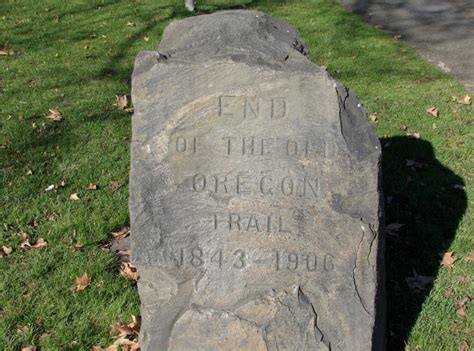 END
OF THE OLD
OREGON
TRAIL
1843-1906